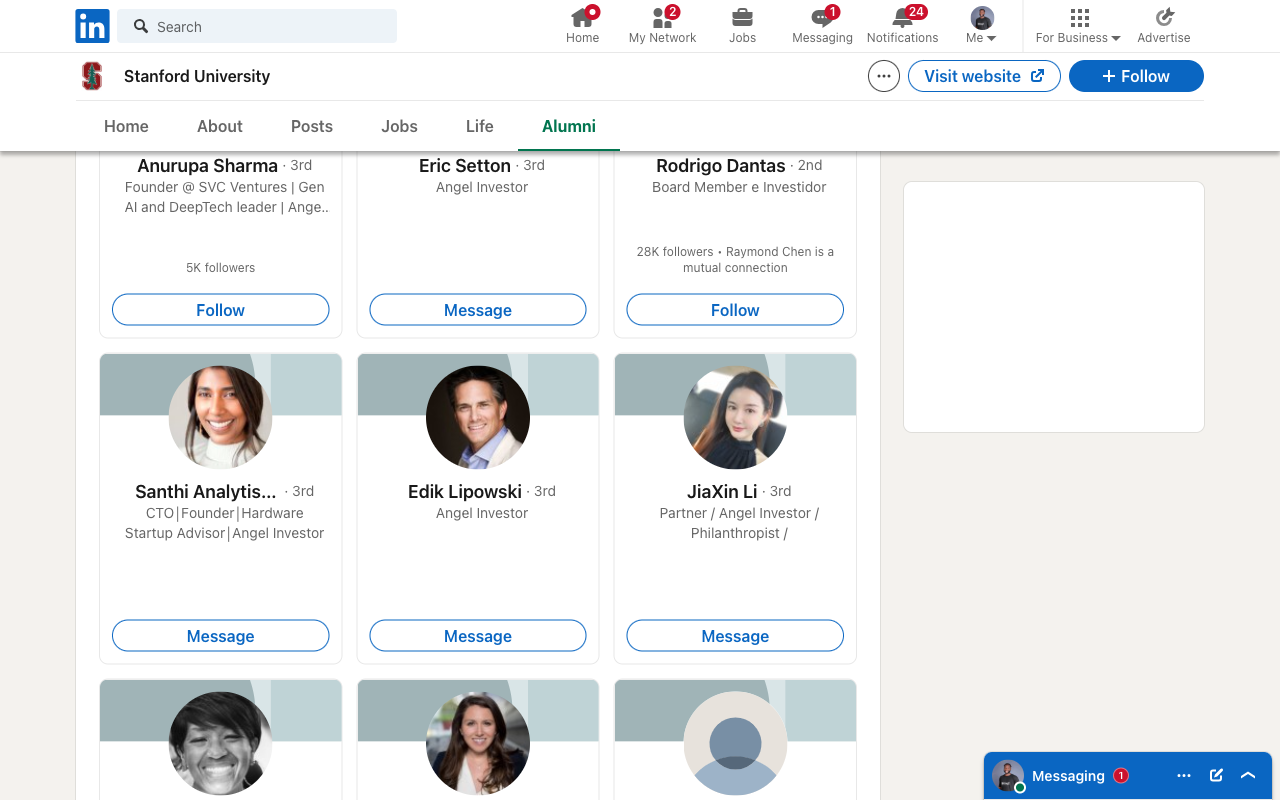 in
Search
2
1
24
Home
My Network
Jobs
Messaging
Notifications
Me
For Business
Advertise
Stanford University
Visit website
+ Follow
Home
About
Posts
Jobs
Life
Alumni
Anurupa Sharma · 3rd
Founder @ SVC Ventures | Gen
AI and DeepTech leader | Ange..
5K followers
Follow
Eric Setton · 3rd
Angel Investor
Message
Rodrigo Dantas · 2nd
Board Member e Investidor
28K followers • Raymond Chen is a
mutual connection
Follow
Santhi Analytis... · 3rd
CTO|Founder|Hardware
Startup Advisor|Angel Investor
Message
Edik Lipowski · 3rd
Angel Investor
Message
JiaXin Li · 3rd
Partner / Angel Investor /
Philanthropist /
Message
Messaging 1